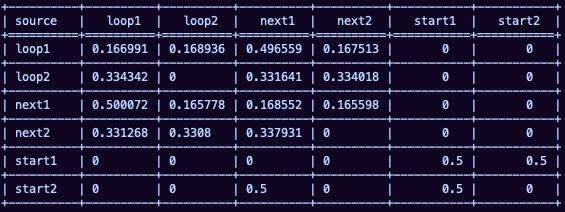 | source | loop1 | loop2 | next1 | next2 | start1 | start2 |
| loop1 | 0.166991 | 0.168936 | 0.496559 | 0.167513 | 0 | 0 |
| loop2 | 0.334342 | 0 | 0.331641 | 0.334018 | 0 | 0 |
| next1 | 0.500072 | 0.165778 | 0.168552 | 0.165598 | 0 | 0 |
| next2 | 0.331268 | 0.3308 | 0.337931 | 0 | 0 | 0 |
| start1 | 0 | 0 | 0 | 0 | 0.5 | 0.5 |
| start2 | 0 | 0 | 0.5 | 0 | 0.5 | 0 |